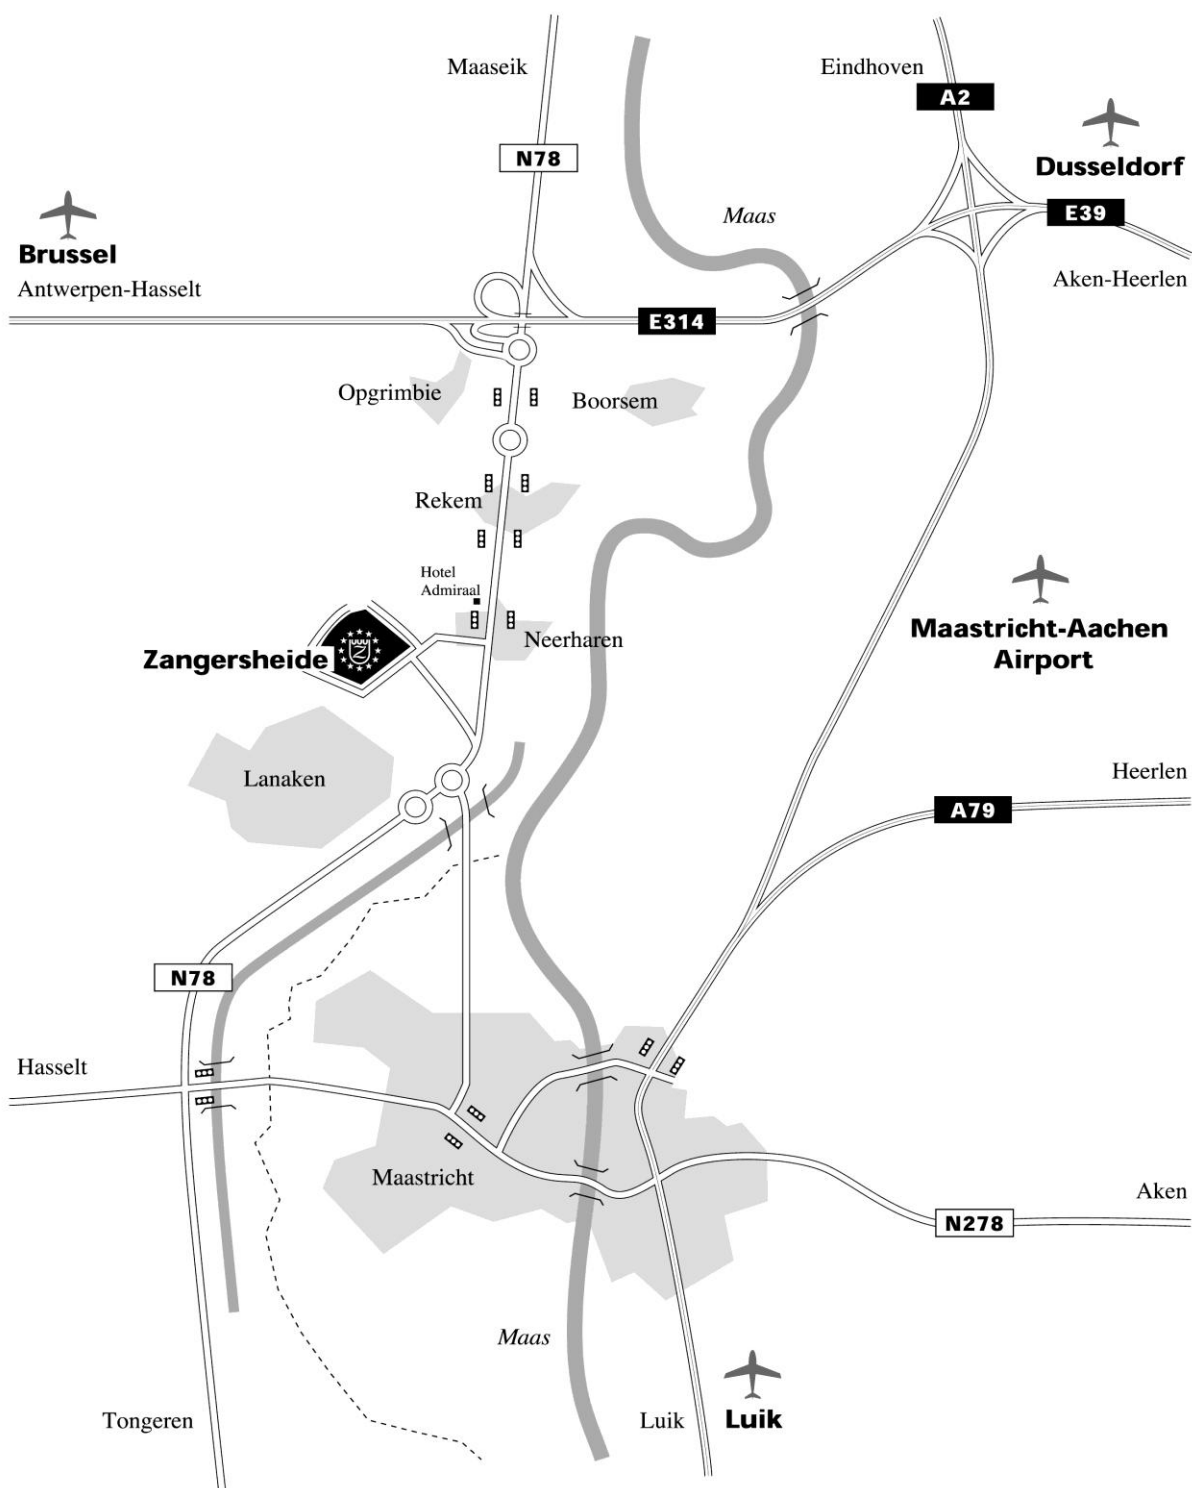 Maaseik
Eindhoven
A2
N78
Dusseldorf
Maas
E39
Brussel
Antwerpen-Hasselt
Aken-Heerlen
E314
Opgrimbie
Boorsem
Rekem
Hotel
Admiraal
Neerharen
Maastricht-Aachen
Airport
Zangersheide
Z
Lanaken
Heerlen
A79
N78
Hasselt
Maastricht
Aken
N278
Maas
Tongeren
Luik
Luik